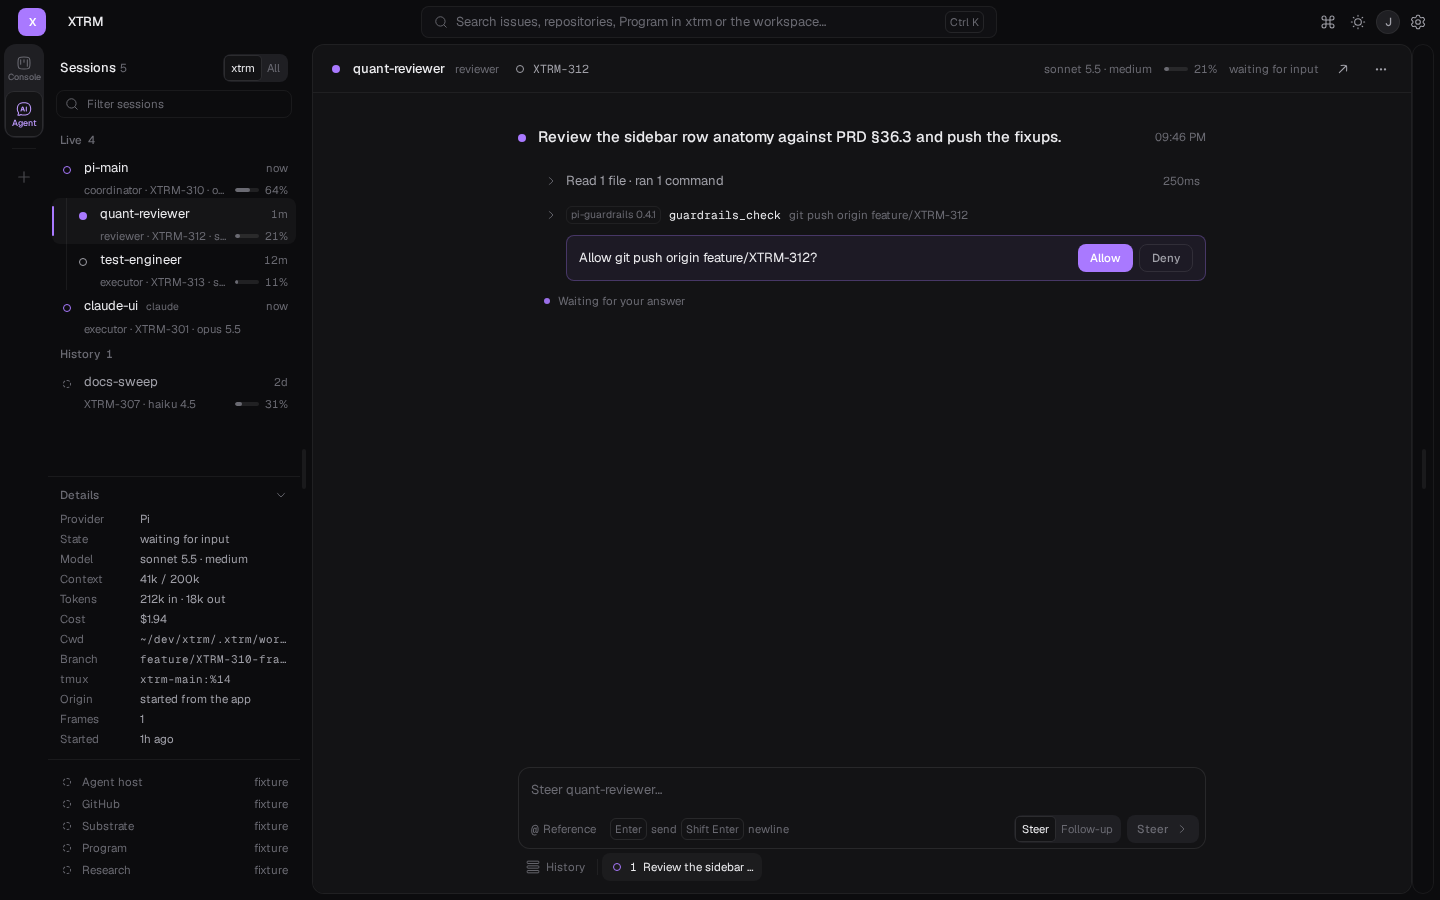 X XTRM
Search issues, repositories, Program in xtrm or the workspace... Ctrl K
J
Console
AI
Agent
Sessions 5 xtrm All
Filter sessions
Live 4
pi-main now
coordinator · XTRM-310 · o... 64%
quant-reviewer 1m
reviewer · XTRM-312 · s... 21%
test-engineer 12m
executor · XTRM-313 · s... 11%
claude-ui claude now
executor · XTRM-301 · opus 5.5
History 1
docs-sweep 2d
XTRM-307 · haiku 4.5 31%
Details
Provider Pi
State waiting for input
Model sonnet 5.5 · medium
Context 41k / 200k
Tokens 212k in · 18k out
Cost $1.94
Cwd ~/dev/xtrm/.xtrm/wor...
Branch feature/XTRM-310-fra...
tmux xtrm-main:%14
Origin started from the app
Frames 1
Started 1h ago
Agent host fixture
GitHub fixture
Substrate fixture
Program fixture
Research fixture
quant-reviewer reviewer XTRM-312 sonnet 5.5 · medium 21% waiting for input
Review the sidebar row anatomy against PRD §36.3 and push the fixups. 09:46 PM
Read 1 file · ran 1 command 250ms
pi-guardrails 0.4.1 guardrails_check git push origin feature/XTRM-312
Allow git push origin feature/XTRM-312? Allow Deny
Waiting for your answer
Steer quant-reviewer...
@ Reference Enter send Shift Enter newline Steer Follow-up Steer
History 1 Review the sidebar ...